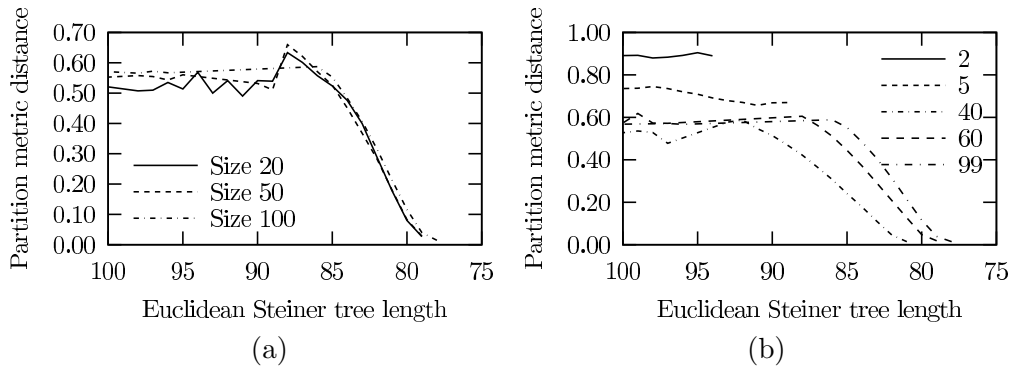 Partition metric distance
0.70
0.60
0.50
0.40
0.30
0.20
0.10
0.00
Size 20
Size 50
Size 100
100 95 90 85 80 75
Euclidean Steiner tree length
(a)
Partition metric distance
1.00
0.80
0.60
0.40
0.20
0.00
2
5
40
60
99
100 95 90 85 80 75
Euclidean Steiner tree length
(b)